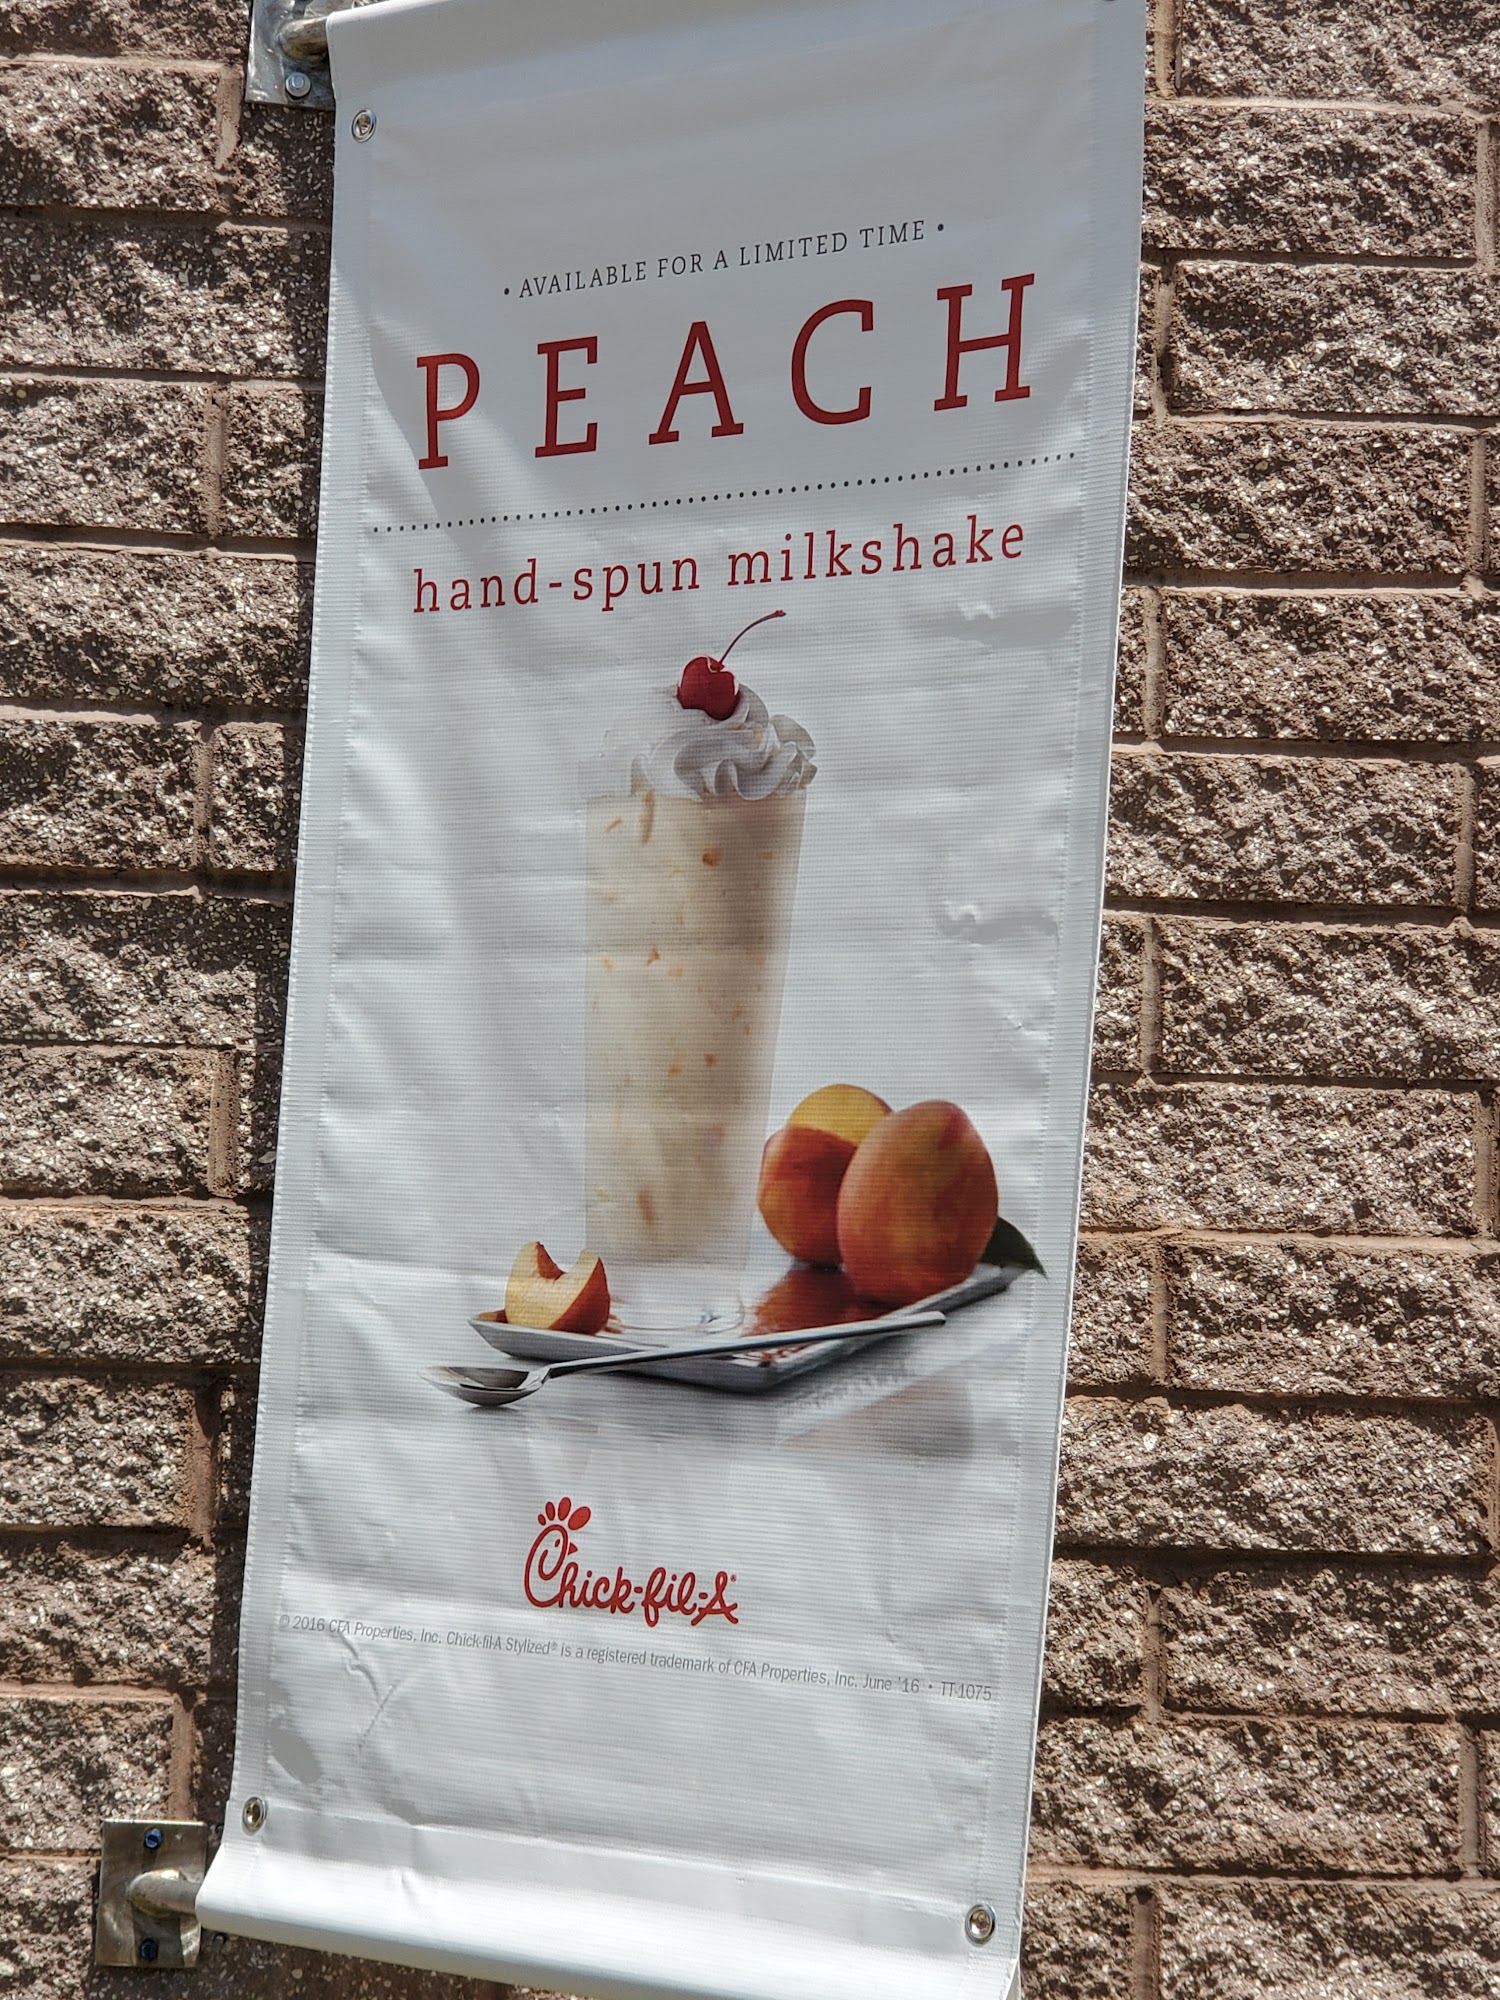 • AVAILABLE FOR A LIMITED TIME •
PEACH
hand-spun milkshake
Chick-fil-A®
© 2016 CFA Properties, Inc. Chick-fil-A Stylized® is a registered trademark of CFA Properties, Inc. June '16 • TT-1075